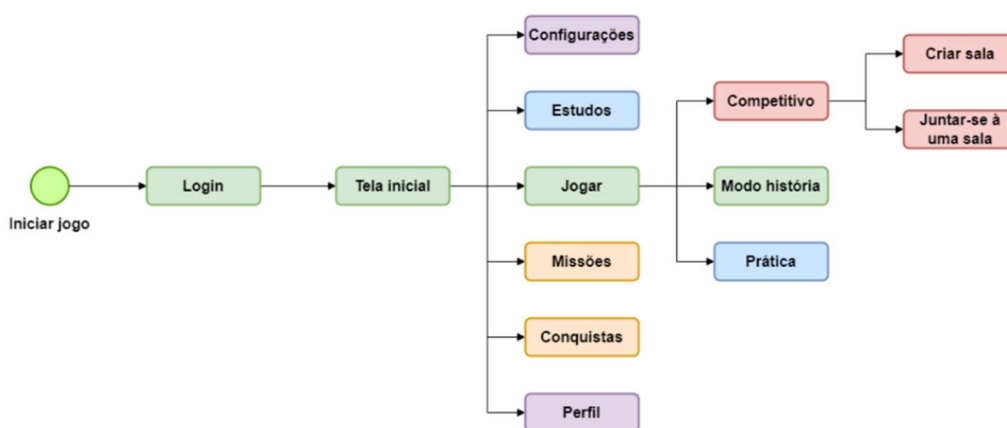 Configurações
Criar sala
Estudos
Competitivo
Juntar-se à
uma sala
Login
Tela inicial
Jogar
Modo história
Iniciar jogo
Missões
Prática
Conquistas
Perfil